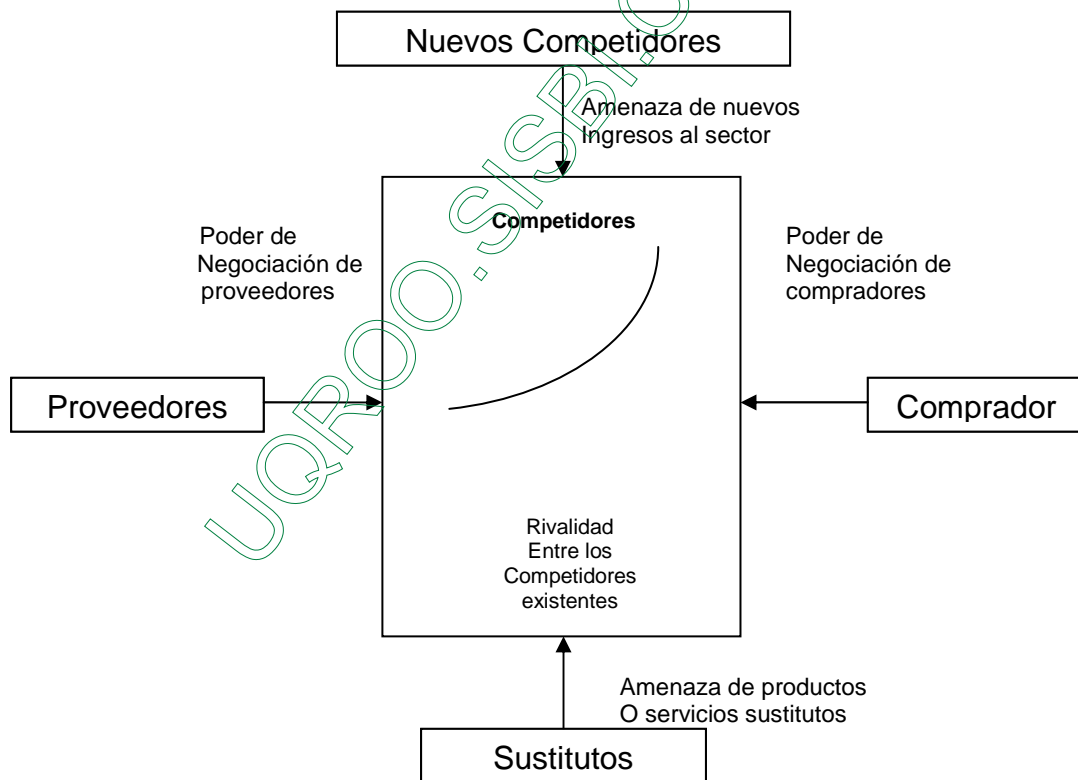 Nuevos Competidores
Amenaza de nuevos
Ingresos al sector
Competidores
Poder de
Negociación de
proveedores
Poder de
Negociación de
compradores
Proveedores
Comprador
Rivalidad
Entre los
Competidores
existentes
Amenaza de productos
O servicios sustitutos
Sustitutos
UQROO.SISBI.